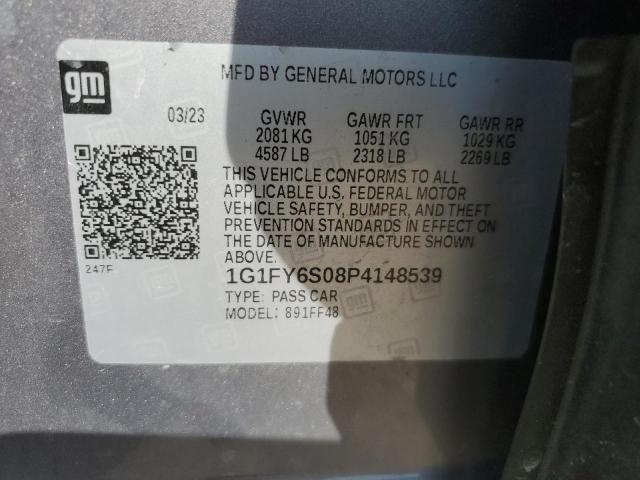 gm
MFD BY GENERAL MOTORS LLC
03/23 GVWR GAWR FRT GAWR RR
2081 KG 1051 KG 1029 KG
4587 LB 2318 LB 2269 LB
THIS VEHICLE CONFORMS TO ALL
APPLICABLE U.S. FEDERAL MOTOR
VEHICLE SAFETY, BUMPER, AND THEFT
PREVENTION STANDARDS IN EFFECT ON
THE DATE OF MANUFACTURE SHOWN
ABOVE.
247F
1G1FY6S08P4148539
TYPE: PASS CAR
MODEL: 891FF48